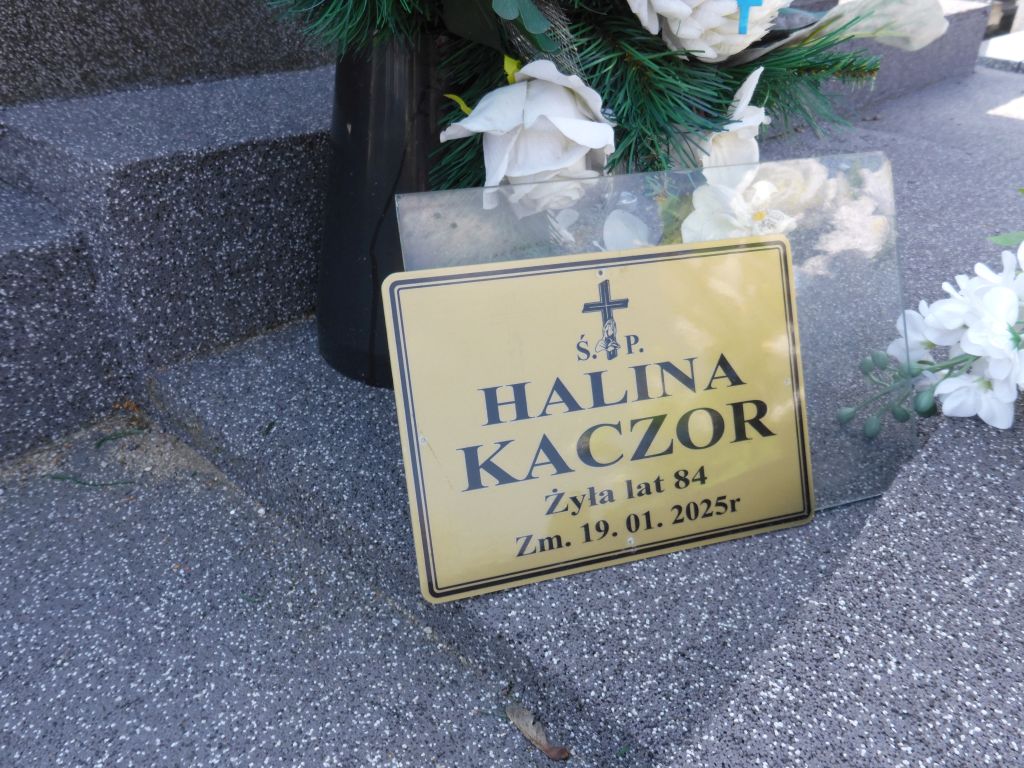 Ś. P.
HALINA
KACZOR
Żyła lat 84
Zm. 19. 01. 2025r